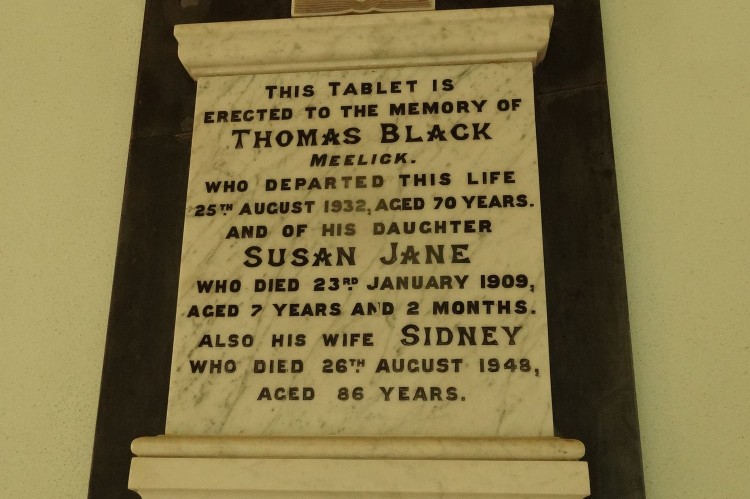 THIS TABLET IS
ERECTED TO THE MEMORY OF
THOMAS BLACK
MEELICK.
WHO DEPARTED THIS LIFE
25TH AUGUST 1932, AGED 70 YEARS.
AND OF HIS DAUGHTER
SUSAN JANE
WHO DIED 23RD JANUARY 1909,
AGED 7 YEARS AND 2 MONTHS.
ALSO HIS WIFE SIDNEY
WHO DIED 26TH AUGUST 1948,
AGED 86 YEARS.